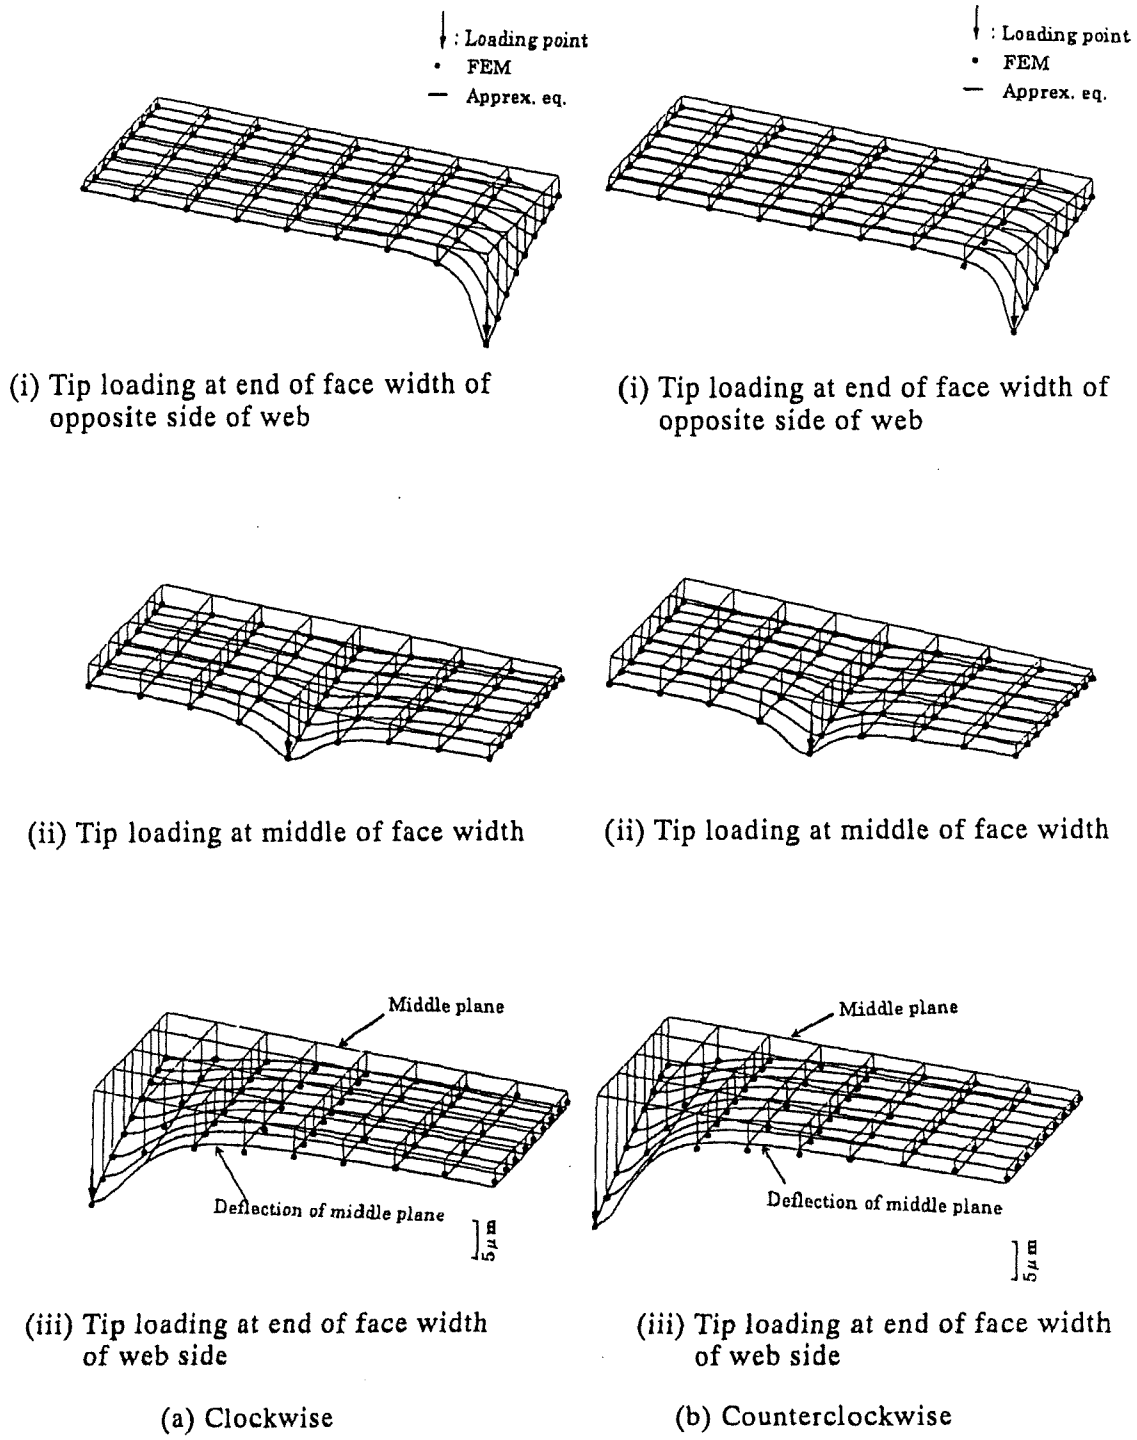 : Loading point
FEM
Apprex. eq.
: Loading point
FEM
Apprex. eq.
(i) Tip loading at end of face width of
opposite side of web
(i) Tip loading at end of face width of
opposite side of web
(ii) Tip loading at middle of face width
(ii) Tip loading at middle of face width
Middle plane
Deflection of middle plane
5μm
Middle plane
Deflection of middle plane
5μm
(iii) Tip loading at end of face width
of web side
(iii) Tip loading at end of face width
of web side
(a) Clockwise
(b) Counterclockwise